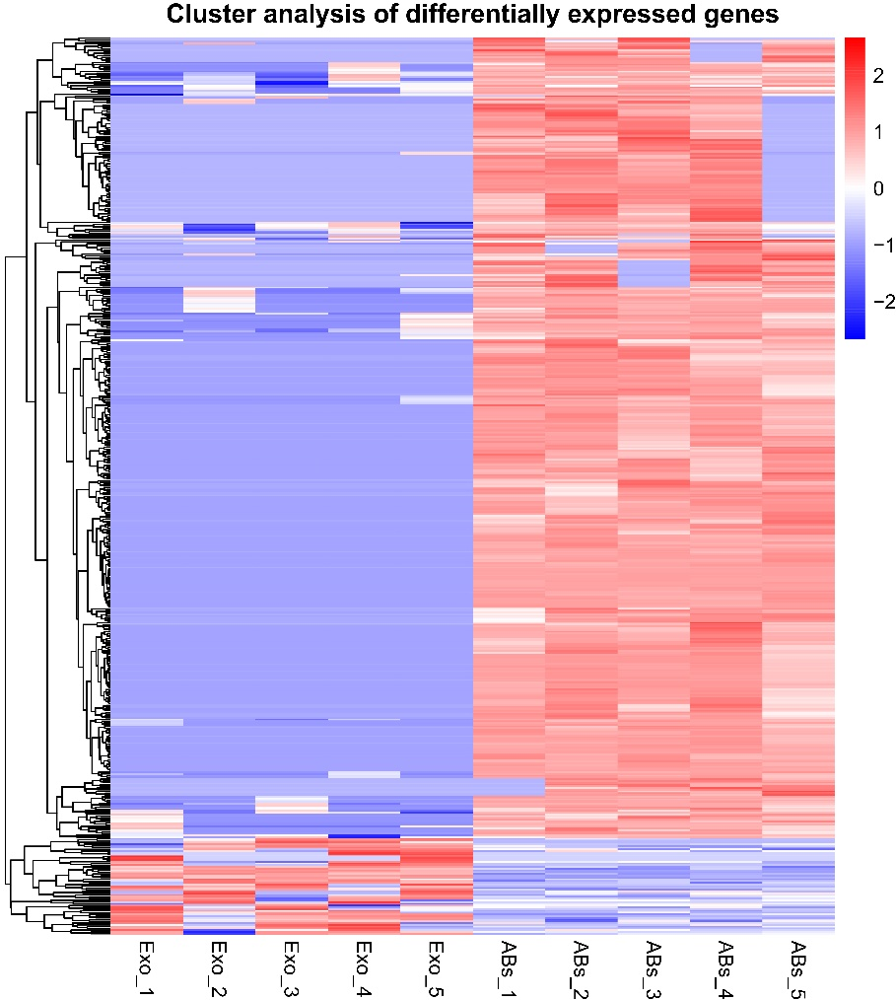 Cluster analysis of differentially expressed genes
2
1
0
−1
−2
Exo_1
Exo_2
Exo_3
Exo_4
Exo_5
ABs_1
ABs_2
ABs_3
ABs_4
ABs_5